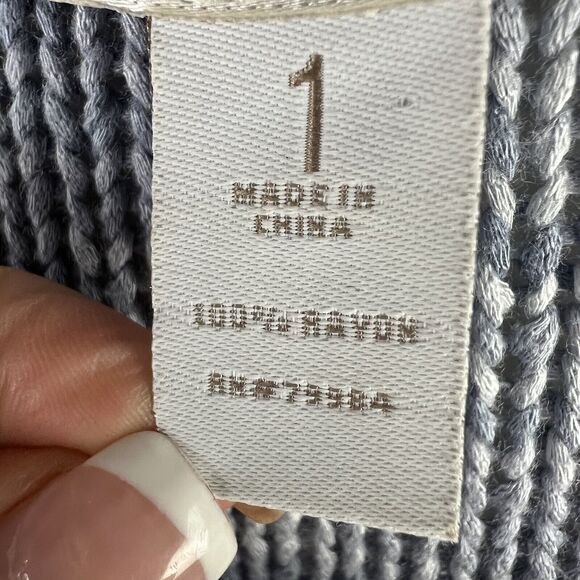 1
MADE IN
CHINA
100% RAYON
RN#73984